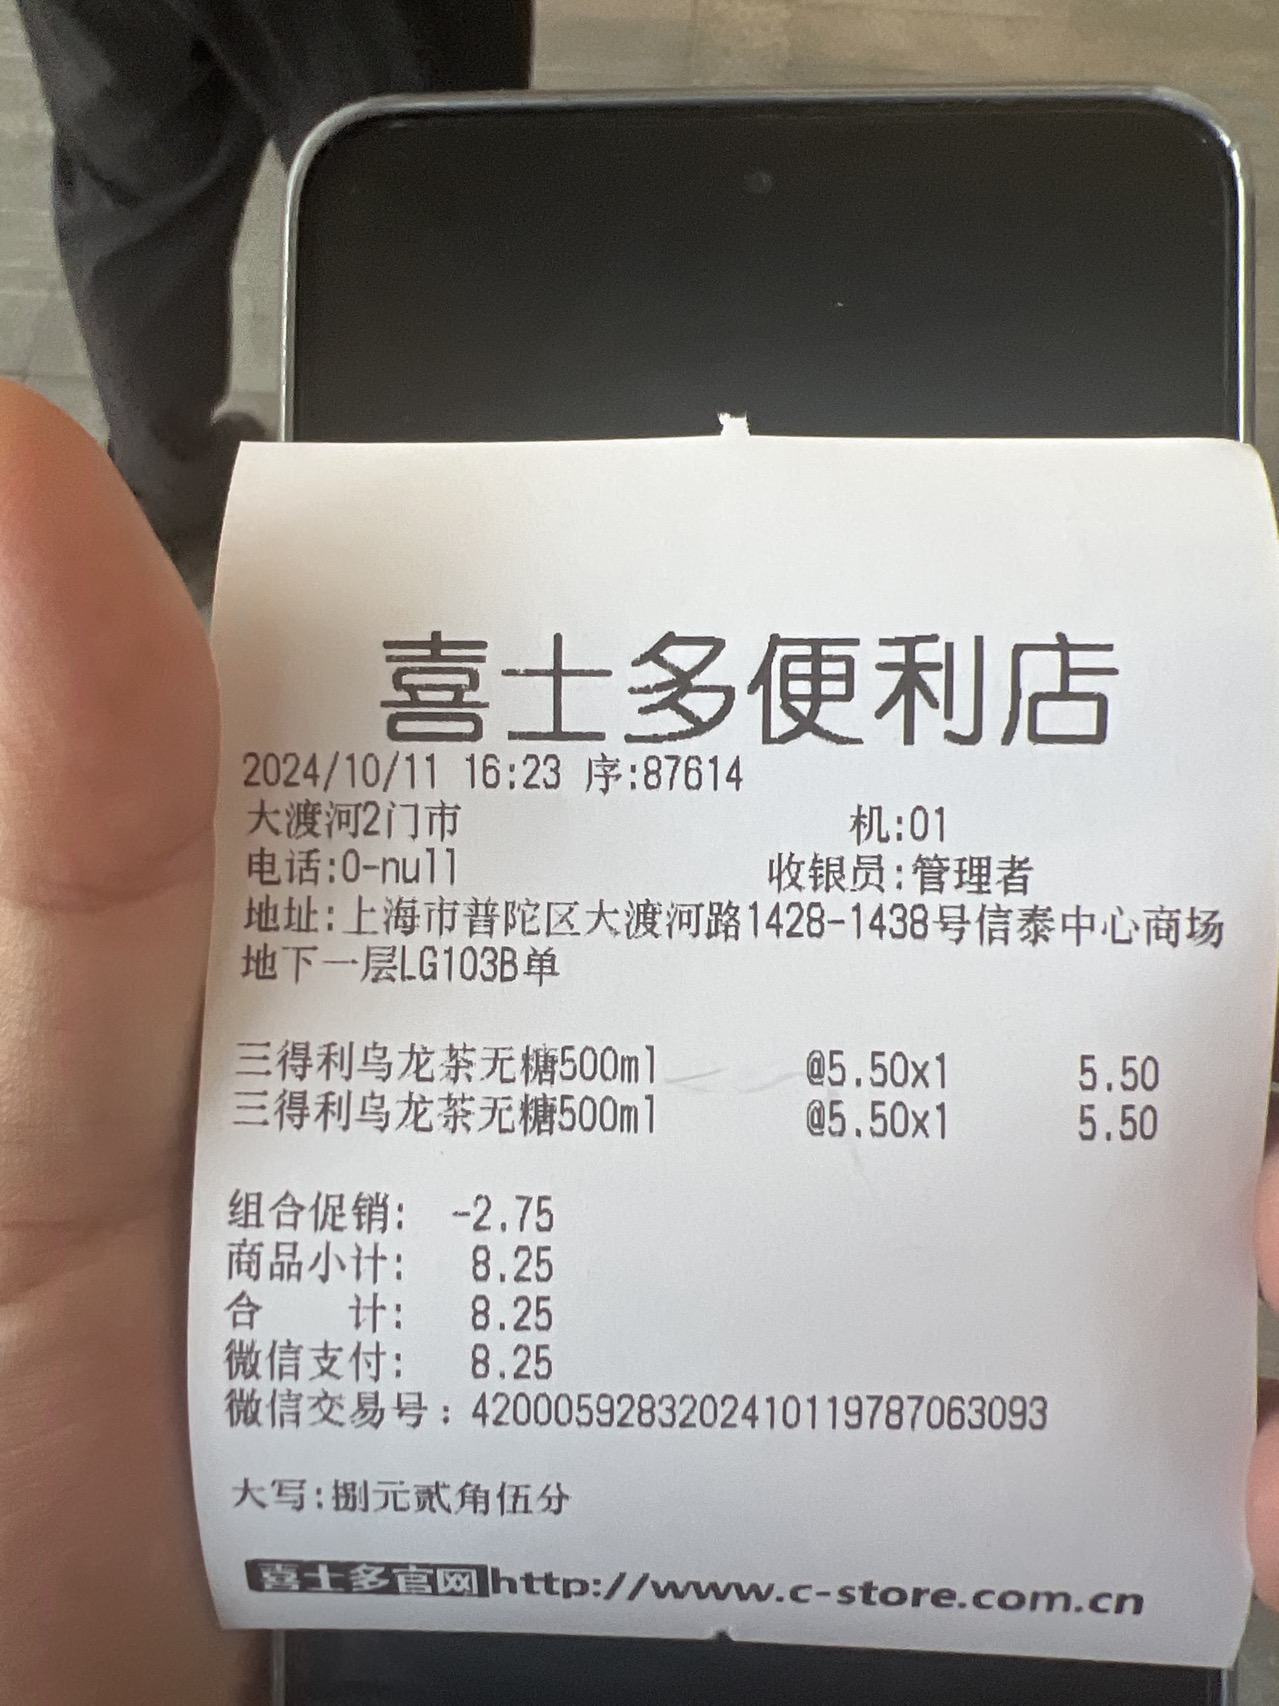 喜士多便利店
2024/10/11 16:23 序:87614
大渡河2门市 机:01
电话:0-null 收银员:管理者
地址:上海市普陀区大渡河路1428-1438号信泰中心商场
地下一层LG103B单
三得利乌龙茶无糖500ml @5.50x1 5.50
三得利乌龙茶无糖500ml @5.50x1 5.50
组合促销: -2.75
商品小计: 8.25
合 计: 8.25
微信支付: 8.25
微信交易号: 4200059283202410119787063093
大写:捌元贰角伍分
喜士多官网http://www.c-store.com.cn